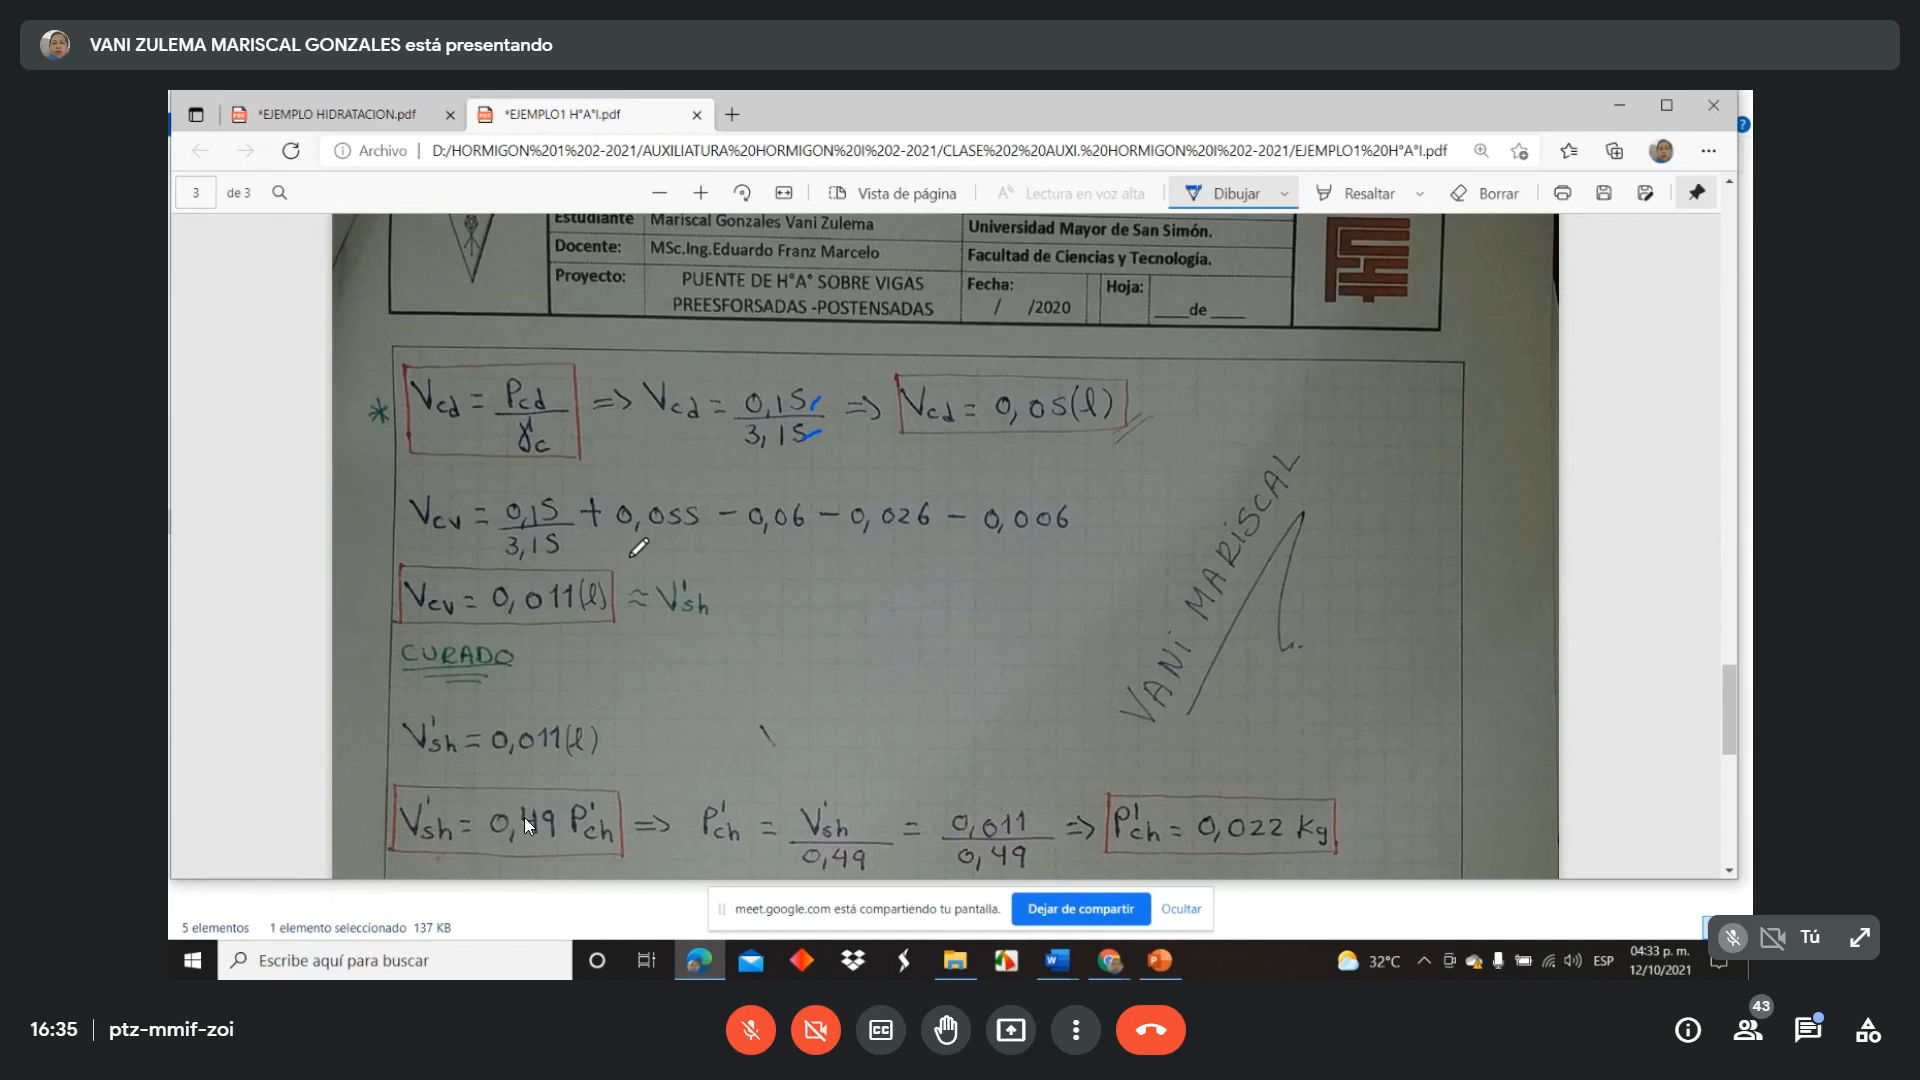 VANI ZULEMA MARISCAL GONZALES está presentando
*EJEMPLO HIDRATACION.pdf
*EJEMPLO1 H°A°I.pdf
Archivo
D:/HORMIGON%201%202-2021/AUXILIATURA%20HORMIGON%20I%202-2021/CLASE%202%20AUXI.%20HORMIGON%20I%202-2021/EJEMPLO1%20H°A°I.pdf
3 de 3
Vista de página
Lectura en voz alta
Dibujar
Resaltar
Borrar
Estudiante Mariscal Gonzales Vani Zulema
Universidad Mayor de San Simón.
Docente: MSc.Ing.Eduardo Franz Marcelo
Facultad de Ciencias y Tecnología.
Proyecto: PUENTE DE H°A° SOBRE VIGAS
PREESFORSADAS -POSTENSADAS
Fecha:
/ /2020
Hoja:
____de ____
* Vcd = Pcd / γc => Vcd = 0,15 / 3,15 => Vcd = 0,05(l)
Vcv = 0,15 / 3,15 + 0,055 - 0,06 - 0,026 - 0,006
Vcv = 0,011(l) ≈ V'sh
CURADO
V'sh = 0,011(l)
V'sh = 0,49 P'ch => P'ch = V'sh / 0,49 = 0,011 / 0,49 => P'ch = 0,022 Kg
VANI MARISCAL
meet.google.com está compartiendo tu pantalla.
Dejar de compartir
Ocultar
5 elementos
1 elemento seleccionado 137 KB
Tú
Escribe aquí para buscar
32°C
ESP
04:33 p. m.
12/10/2021
16:35
ptz-mmif-zoi
43